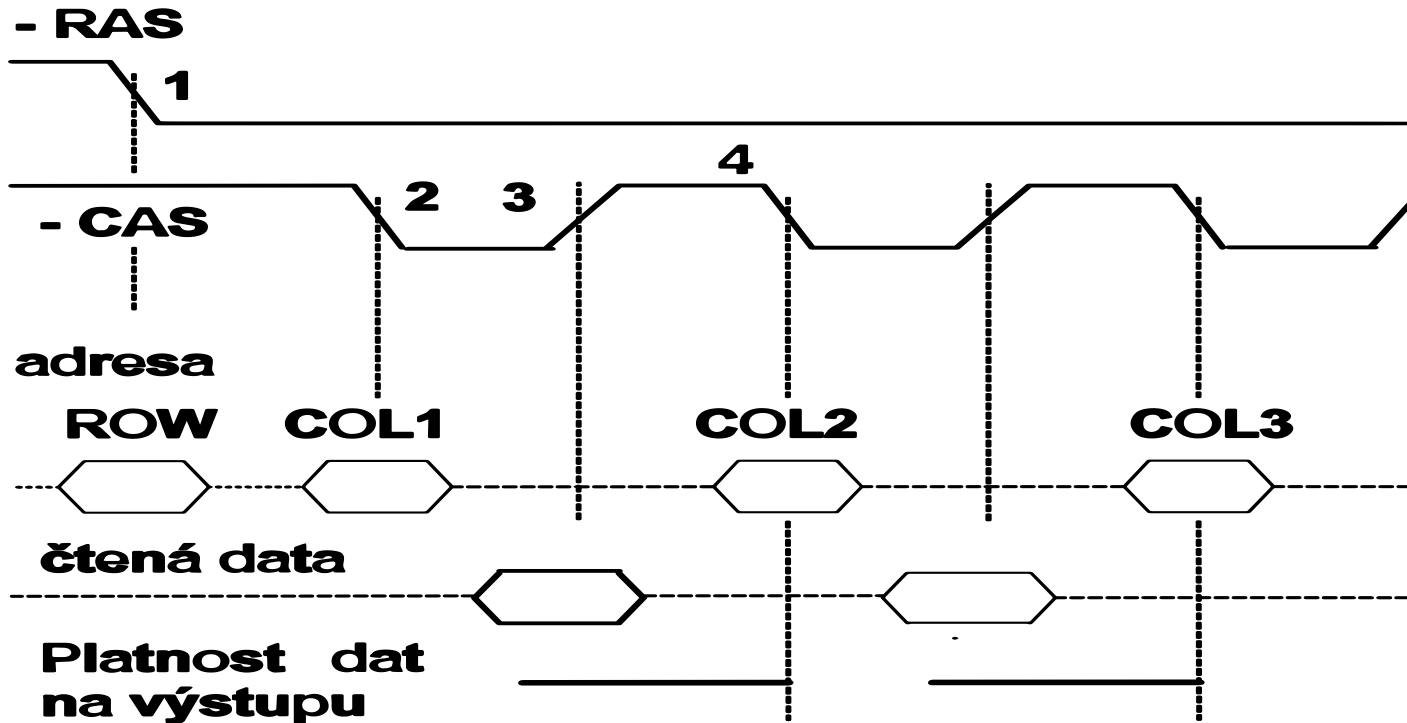 - RAS
1
4
2 3
- CAS
adresa
ROW COL1 COL2 COL3
čtená data
Platnost dat
na výstupu